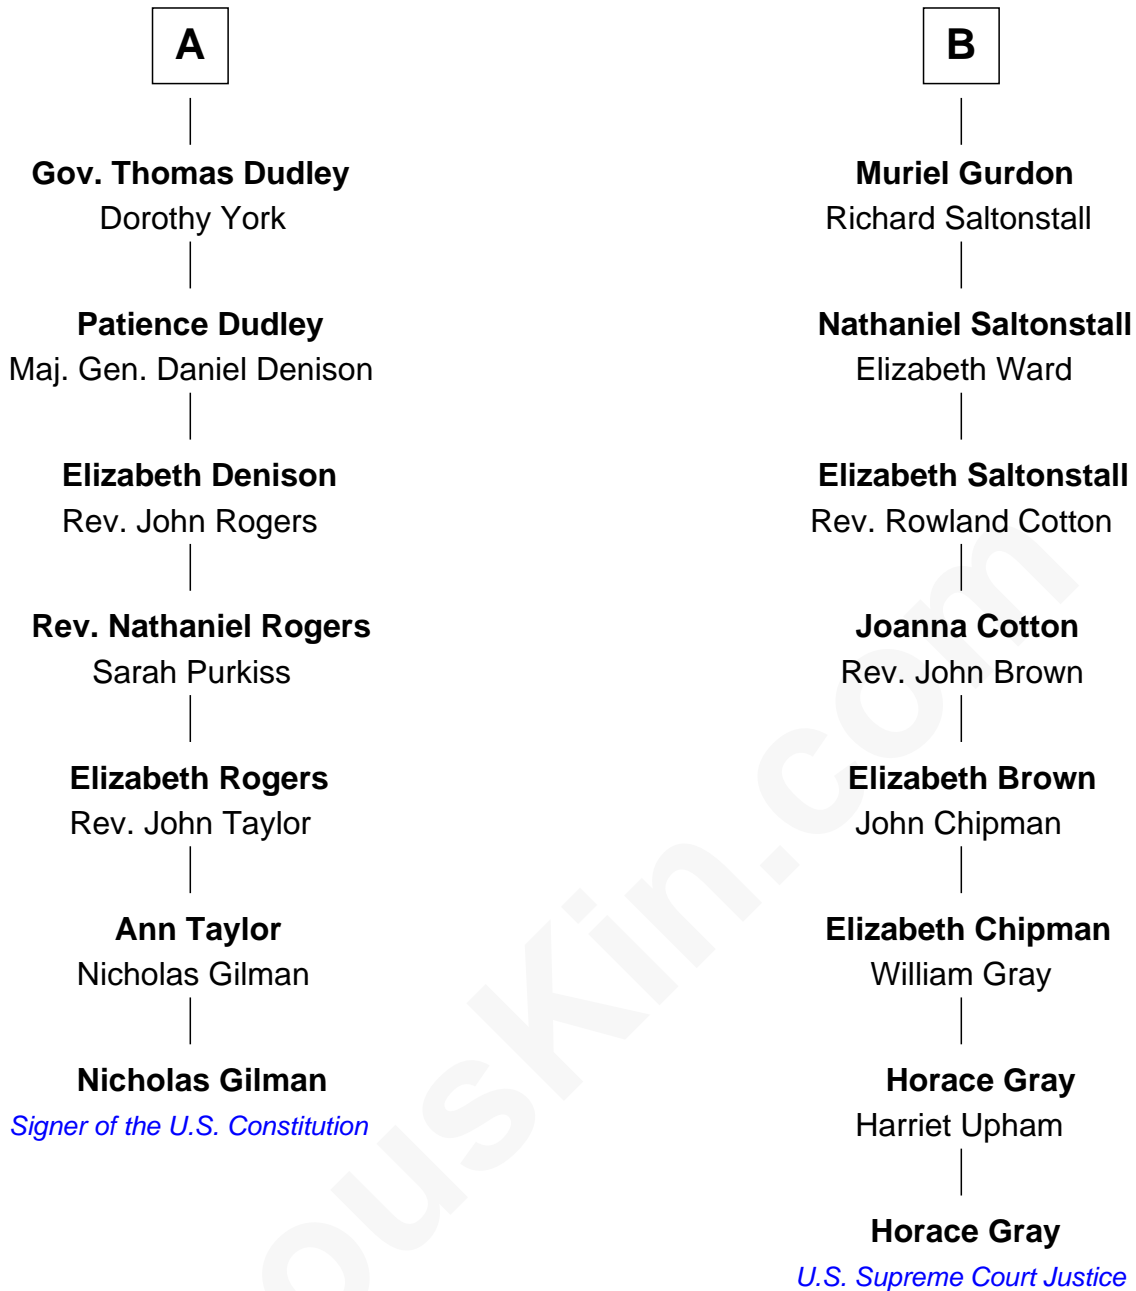 A
Gov. Thomas Dudley
Dorothy York
Patience Dudley
Maj. Gen. Daniel Denison
Elizabeth Denison
Rev. John Rogers
Rev. Nathaniel Rogers
Sarah Purkiss
Elizabeth Rogers
Rev. John Taylor
Ann Taylor
Nicholas Gilman
Nicholas Gilman
Signer of the U.S. Constitution
B
Muriel Gurdon
Richard Saltonstall
Nathaniel Saltonstall
Elizabeth Ward
Elizabeth Saltonstall
Rev. Rowland Cotton
Joanna Cotton
Rev. John Brown
Elizabeth Brown
John Chipman
Elizabeth Chipman
William Gray
Horace Gray
Harriet Upham
Horace Gray
U.S. Supreme Court Justice
ousKin.com